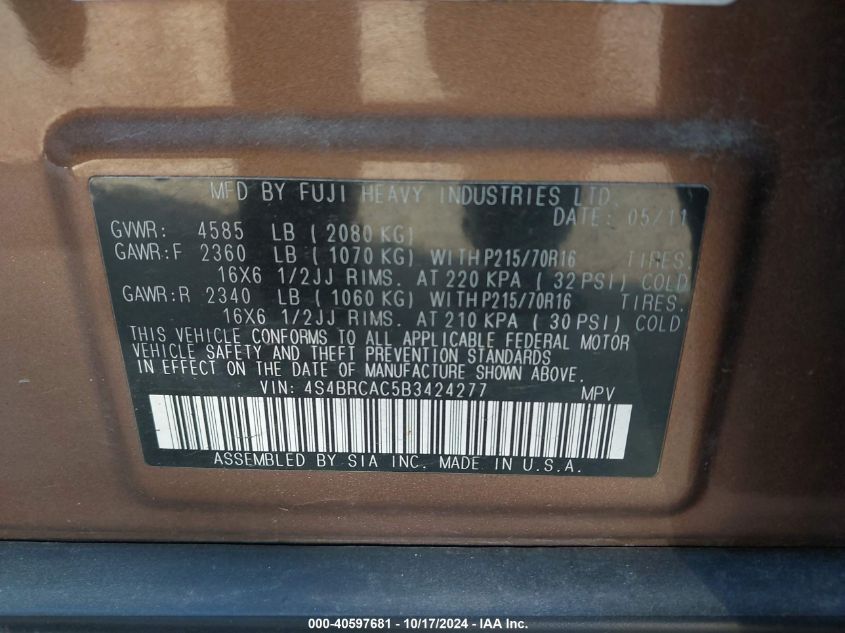 MFD BY FUJI HEAVY INDUSTRIES LTD.
DATE: 05/11
GVWR: 4585 LB ( 2080 KG)
GAWR:F 2360 LB ( 1070 KG) WITH P215/70R16 TIRES,
16X6 1/2JJ RIMS. AT 220 KPA ( 32 PSI) COLD
GAWR:R 2340 LB ( 1060 KG) WITH P215/70R16 TIRES.
16X6 1/2JJ RIMS. AT 210 KPA ( 30 PSI) COLD
THIS VEHICLE CONFORMS TO ALL APPLICABLE FEDERAL MOTOR
VEHICLE SAFETY AND THEFT PREVENTION STANDARDS
IN EFFECT ON THE DATE OF MANUFACTURE SHOWN ABOVE.
VIN: 4S4BRCAC5B3424277 MPV
ASSEMBLED BY SIA INC. MADE IN U.S.A.
000-40597681 - 10/17/2024 - IAA Inc.